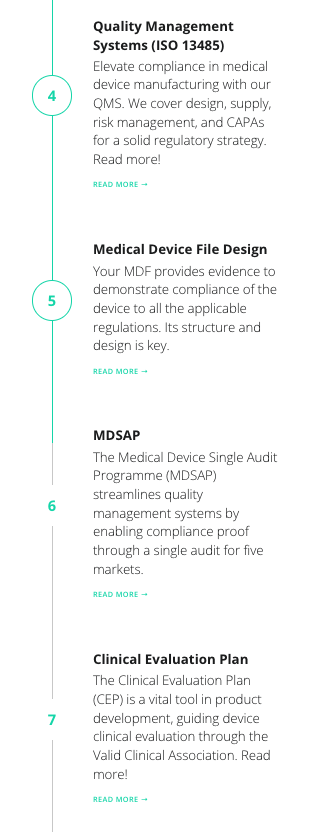 Quality Management
Systems (ISO 13485)
Elevate compliance in medical
device manufacturing with our
QMS. We cover design, supply,
risk management, and CAPAs
for a solid regulatory strategy.
Read more!
READ MORE →
4
Medical Device File Design
Your MDF provides evidence to
demonstrate compliance of the
device to all the applicable
regulations. Its structure and
design is key.
READ MORE →
5
MDSAP
The Medical Device Single Audit
Programme (MDSAP)
streamlines quality
management systems by
enabling compliance proof
through a single audit for five
markets.
READ MORE →
6
Clinical Evaluation Plan
The Clinical Evaluation Plan
(CEP) is a vital tool in product
development, guiding device
clinical evaluation through the
Valid Clinical Association. Read
more!
READ MORE →
7